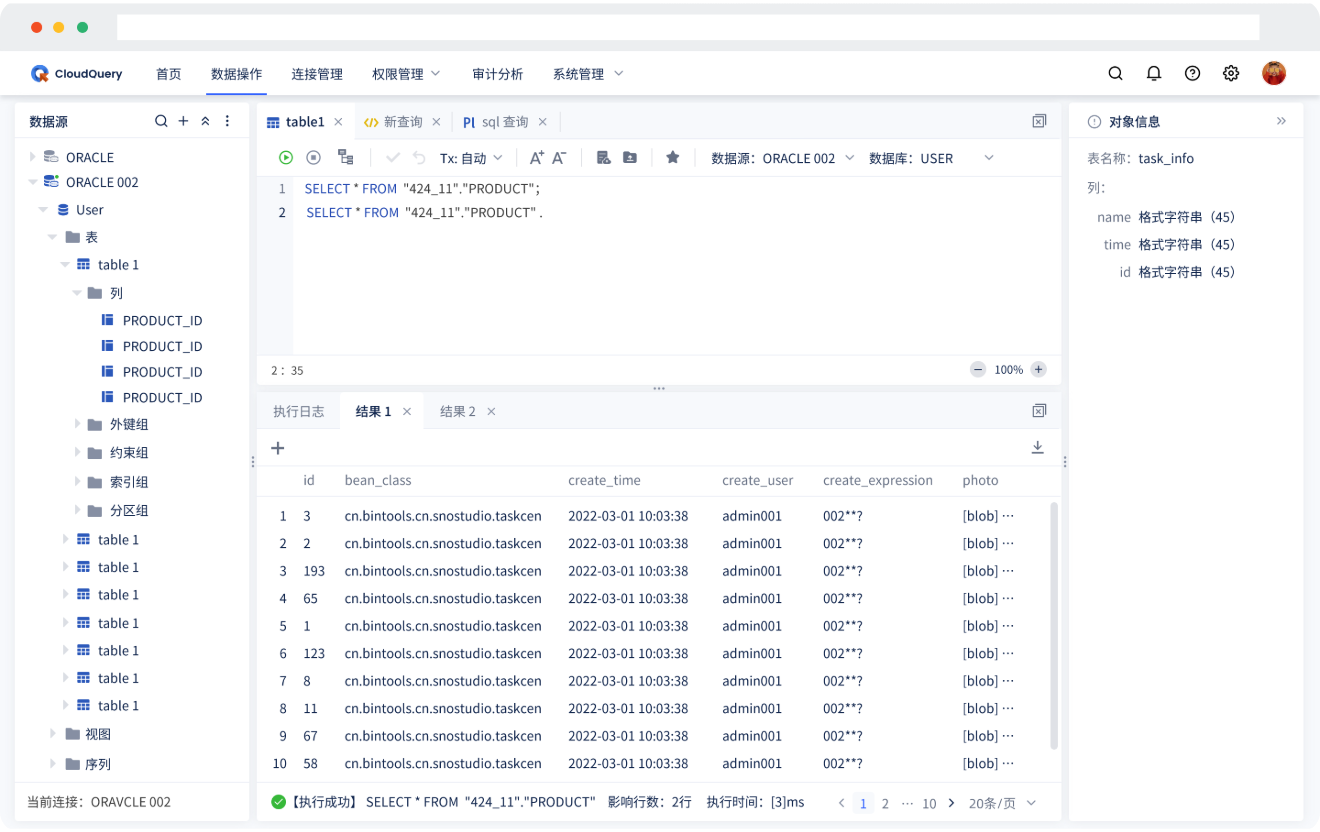 CloudQuery 首页 数据操作 连接管理 权限管理 审计分析 系统管理
数据源
ORACLE
ORACLE 002
User
表
table 1
列
PRODUCT_ID
PRODUCT_ID
PRODUCT_ID
PRODUCT_ID
外键组
约束组
索引组
分区组
table 1
table 1
table 1
table 1
table 1
table 1
table 1
视图
序列
当前连接：ORAVCLE 002
table1 新查询 PL sql 查询
Tx: 自动 A+ A- 数据源：ORACLE 002 数据库：USER
1 SELECT * FROM "424_11"."PRODUCT";
2 SELECT * FROM "424_11"."PRODUCT" .
2：35 100%
执行日志 结果 1 结果 2
id bean_class create_time create_user create_expression photo
1 3 cn.bintools.cn.snostudio.taskcen 2022-03-01 10:03:38 admin001 002**? [blob] ···
2 2 cn.bintools.cn.snostudio.taskcen 2022-03-01 10:03:38 admin001 002**? [blob] ···
3 193 cn.bintools.cn.snostudio.taskcen 2022-03-01 10:03:38 admin001 002**? [blob] ···
4 65 cn.bintools.cn.snostudio.taskcen 2022-03-01 10:03:38 admin001 002**? [blob] ···
5 1 cn.bintools.cn.snostudio.taskcen 2022-03-01 10:03:38 admin001 002**? [blob] ···
6 123 cn.bintools.cn.snostudio.taskcen 2022-03-01 10:03:38 admin001 002**? [blob] ···
7 8 cn.bintools.cn.snostudio.taskcen 2022-03-01 10:03:38 admin001 002**? [blob] ···
8 11 cn.bintools.cn.snostudio.taskcen 2022-03-01 10:03:38 admin001 002**? [blob] ···
9 67 cn.bintools.cn.snostudio.taskcen 2022-03-01 10:03:38 admin001 002**? [blob] ···
10 58 cn.bintools.cn.snostudio.taskcen 2022-03-01 10:03:38 admin001 002**? [blob] ···
【执行成功】 SELECT * FROM "424_11"."PRODUCT" 影响行数：2行 执行时间：[3]ms 1 2 ··· 10 20条/页
对象信息
表名称：task_info
列：
name 格式字符串（45）
time 格式字符串（45）
id 格式字符串（45）